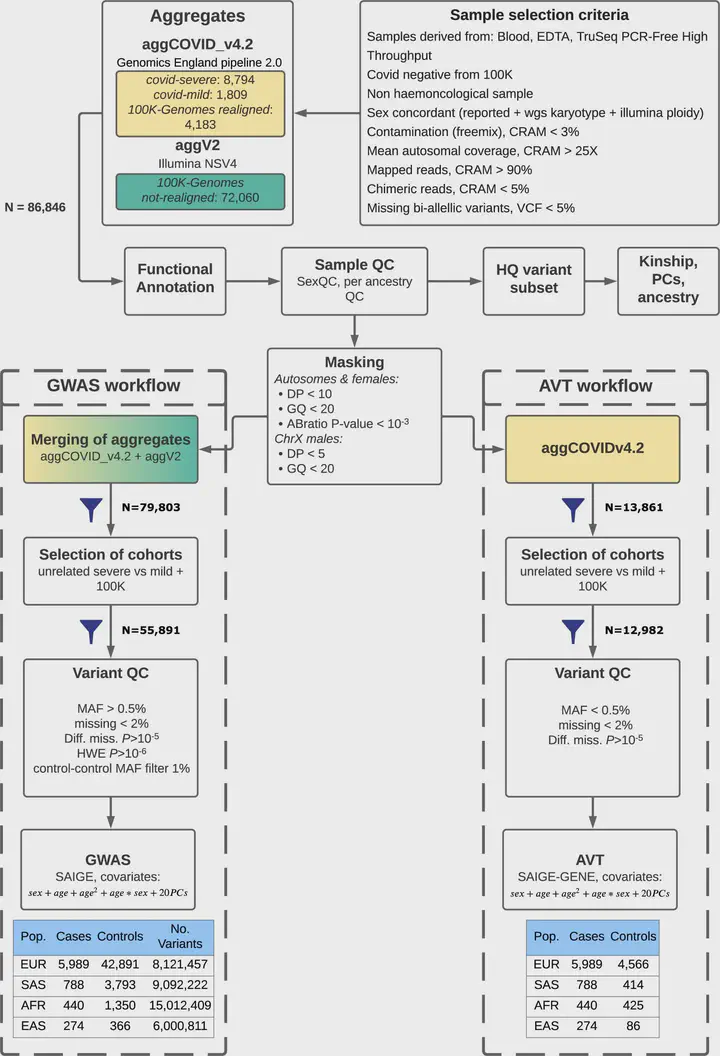 Aggregates
aggCOVID_v4.2
Genomics England pipeline 2.0
covid-severe: 8,794
covid-mild: 1,809
100K-Genomes realigned:
4,183
aggV2
Illumina NSV4
100K-Genomes
not-realigned: 72,060
Sample selection criteria
Samples derived from: Blood, EDTA, TruSeq PCR-Free High
Throughput
Covid negative from 100K
Non haemoncological sample
Sex concordant (reported + wgs karyotype + illumina ploidy)
Contamination (freemix), CRAM < 3%
Mean autosomal coverage, CRAM > 25X
Mapped reads, CRAM > 90%
Chimeric reads, CRAM < 5%
Missing bi-allellic variants, VCF < 5%
N = 86,846
Functional
Annotation
Sample QC
SexQC, per ancestry
QC
HQ variant
subset
Kinship,
PCs,
ancestry
Masking
Autosomes & females:
• DP < 10
• GQ < 20
• ABratio P-value < 10-3
ChrX males:
• DP < 5
• GQ < 20
GWAS workflow
Merging of aggregates
aggCOVID_v4.2 + aggV2
N=79,803
Selection of cohorts
unrelated severe vs mild +
100K
N=55,891
Variant QC
MAF > 0.5%
missing < 2%
Diff. miss. P>10-5
HWE P>10-6
control-control MAF filter 1%
GWAS
SAIGE, covariates:
sex + age + age2 + age * sex + 20PCs
Pop. Cases Controls No.
Variants
EUR 5,989 42,891 8,121,457
SAS 788 3,793 9,092,222
AFR 440 1,350 15,012,409
EAS 274 366 6,000,811
AVT workflow
aggCOVIDv4.2
N=13,861
Selection of cohorts
unrelated severe vs mild +
100K
N=12,982
Variant QC
MAF < 0.5%
missing < 2%
Diff. miss. P>10-5
AVT
SAIGE-GENE, covariates:
sex + age + age2 + age * sex + 20PCs
Pop. Cases Controls
EUR 5,989 4,566
SAS 788 414
AFR 440 425
EAS 274 86